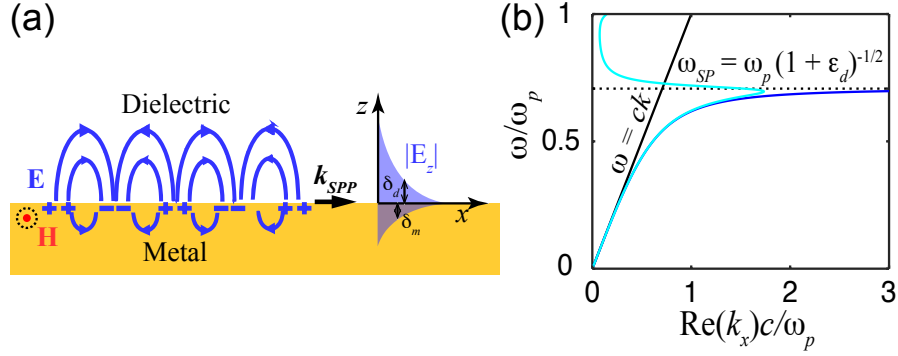 (a)
Dielectric
E
H
Metal
++ −− ++ −− ++
k_SPP
z
|E_z|
δ_d
δ_m
x
(b)
ω/ω_p
1
0.5
0
ω_SP = ω_p (1 + ε_d)^-1/2
ω = ck
0 1 2 3
Re(k_x)c/ω_p